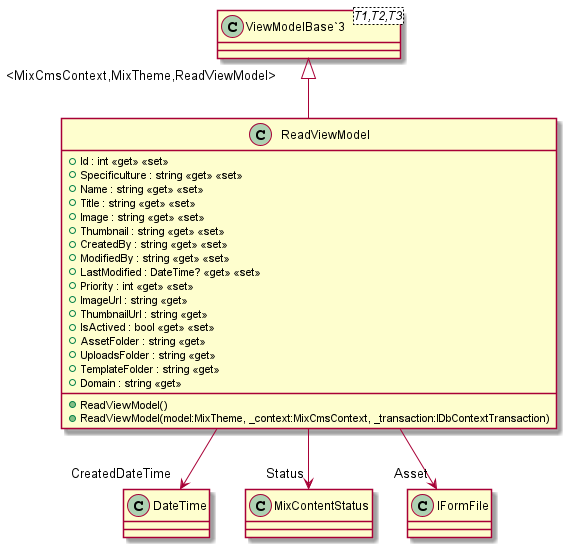 T1,T2,T3
C ViewModelBase`3
<MixCmsContext,MixTheme,ReadViewModel>
C ReadViewModel
Id : int «get» «set»
Specificulture : string «get» «set»
Name : string «get» «set»
Title : string «get» «set»
Image : string «get» «set»
Thumbnail : string «get» «set»
CreatedBy : string «get» «set»
ModifiedBy : string «get» «set»
LastModified : DateTime? «get» «set»
Priority : int «get» «set»
ImageUrl : string «get»
ThumbnailUrl : string «get»
IsActived : bool «get» «set»
AssetFolder : string «get»
UploadsFolder : string «get»
TemplateFolder : string «get»
Domain : string «get»
ReadViewModel()
ReadViewModel(model:MixTheme, _context:MixCmsContext, _transaction:IDbContextTransaction)
CreatedDateTime
Status
Asset
C DateTime
C MixContentStatus
C IFormFile